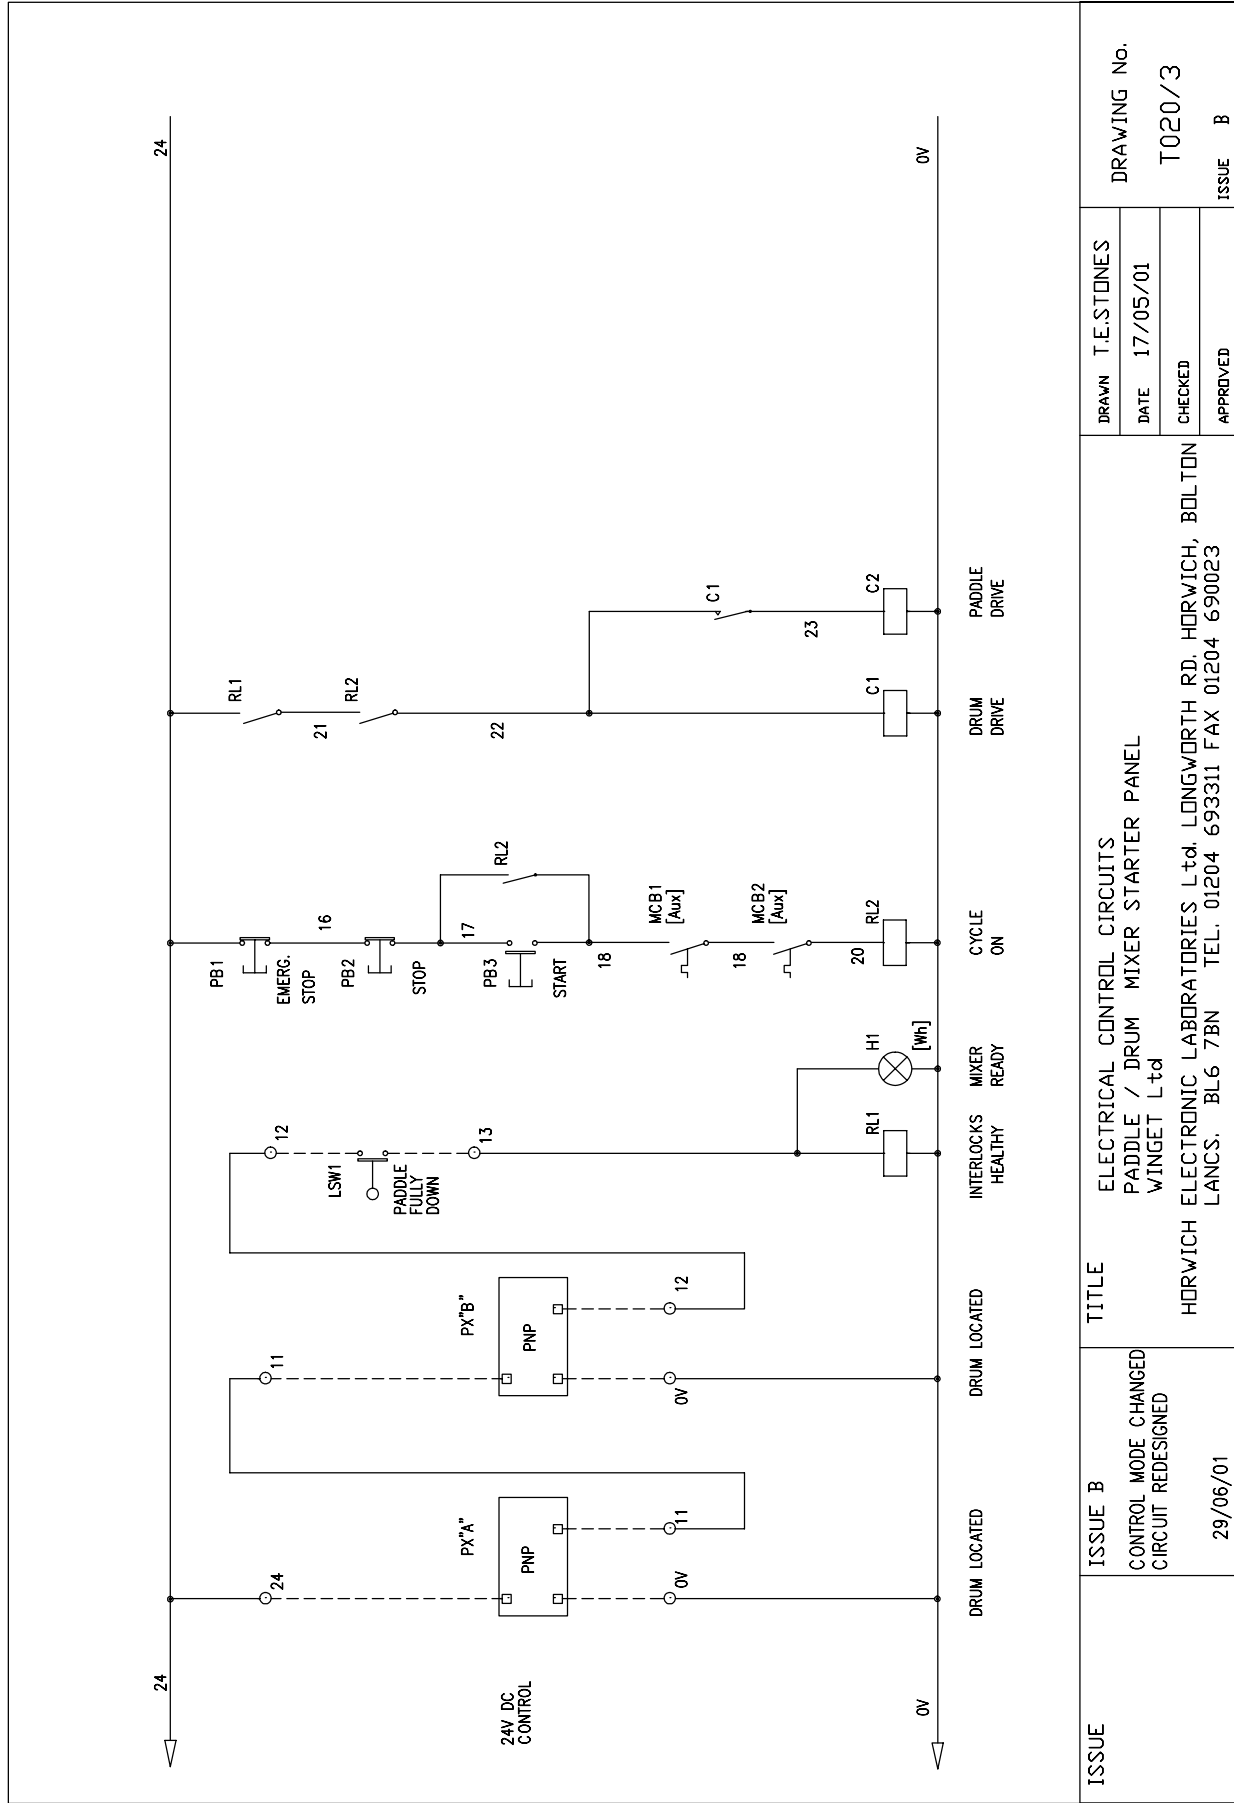 24
24
24V DC
CONTROL
0V
0V
24
PX"A"
PNP
0V
11
DRUM LOCATED
11
PX"B"
PNP
0V
12
DRUM LOCATED
12
LSW1
PADDLE
FULLY
DOWN
13
RL1
INTERLOCKS
HEALTHY
H1
[Wh]
MIXER
READY
PB1
EMERG.
STOP
16
PB2
STOP
17
PB3
START
RL2
18
MCB1
[Aux]
18
MCB2
[Aux]
20
RL2
CYCLE
ON
RL1
21
RL2
22
C1
DRUM
DRIVE
C1
23
C2
PADDLE
DRIVE
ISSUE
ISSUE B
CONTROL MODE CHANGED
CIRCUIT REDESIGNED
29/06/01
TITLE
ELECTRICAL CONTROL CIRCUITS
PADDLE / DRUM MIXER STARTER PANEL
WINGET Ltd
HORWICH ELECTRONIC LABORATORIES Ltd. LONGWORTH RD. HORWICH, BOLTON
LANCS. BL6 7BN TEL. 01204 693311 FAX 01204 690023
DRAWN T.E.STONES
DATE 17/05/01
CHECKED
APPROVED
DRAWING No.
T020/3
ISSUE B